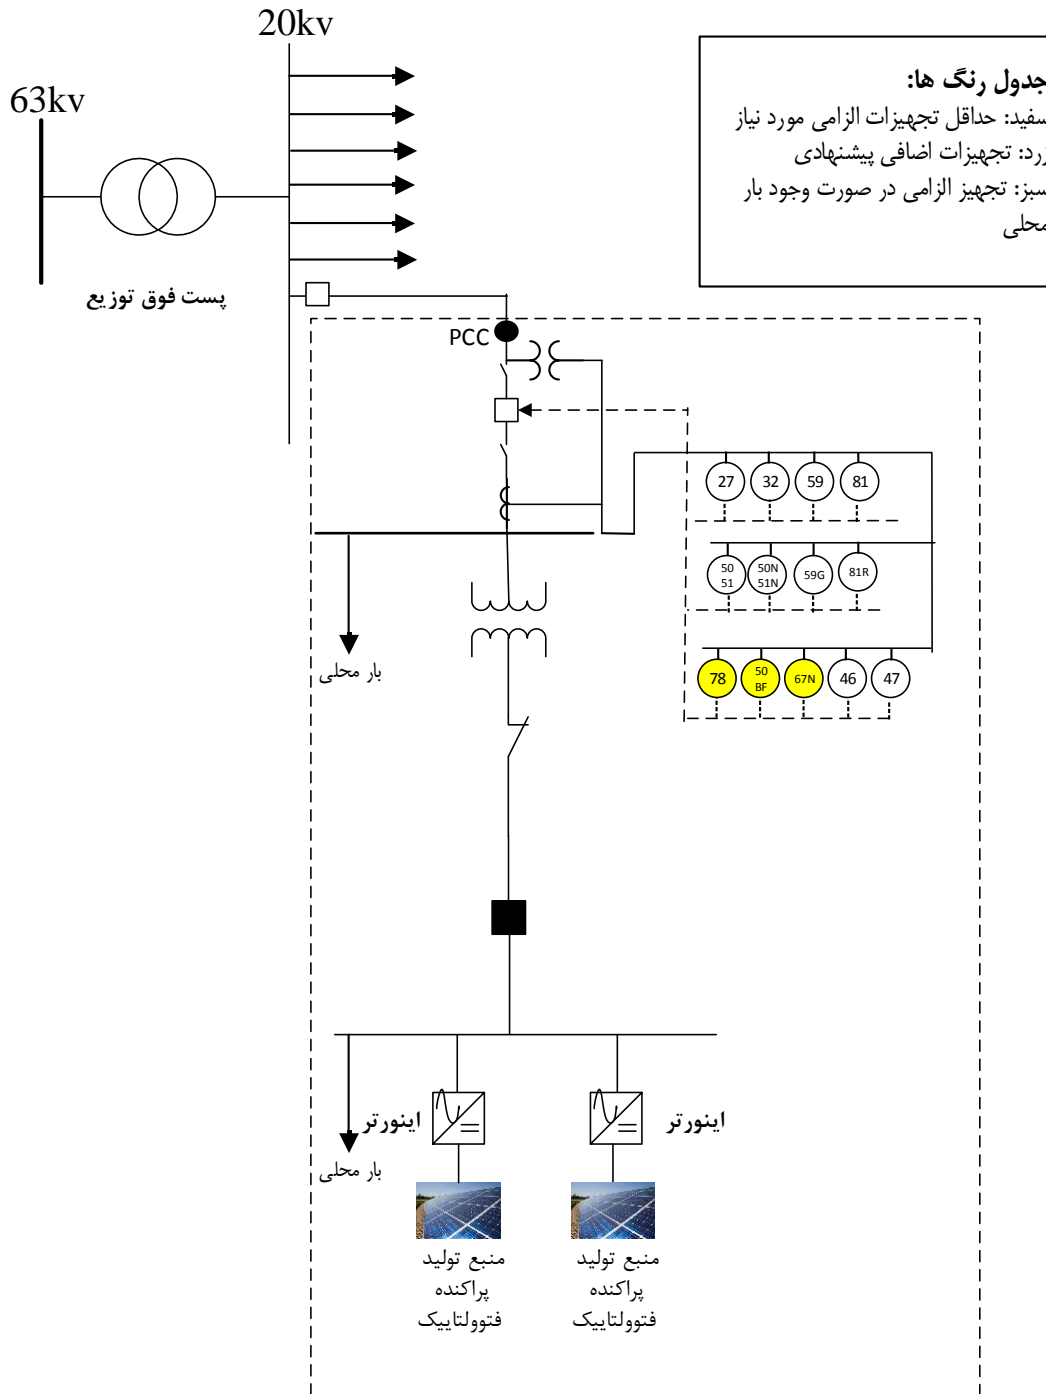 20kv
63kv
پست فوق توزیع
جدول رنگ ها:
سفید: حداقل تجهیزات الزامی مورد نیاز
زرد: تجهیزات اضافی پیشنهادی
سبز: تجهیز الزامی در صورت وجود بار
محلی
PCC
27 32 59 81
50 50N 59G 81R
51 51N
78 50 67N 46 47
BF
بار محلی
اینورتر
اینورتر
بار محلی
منبع تولید
پراکنده
فتوولتاییک
منبع تولید
پراکنده
فتوولتاییک